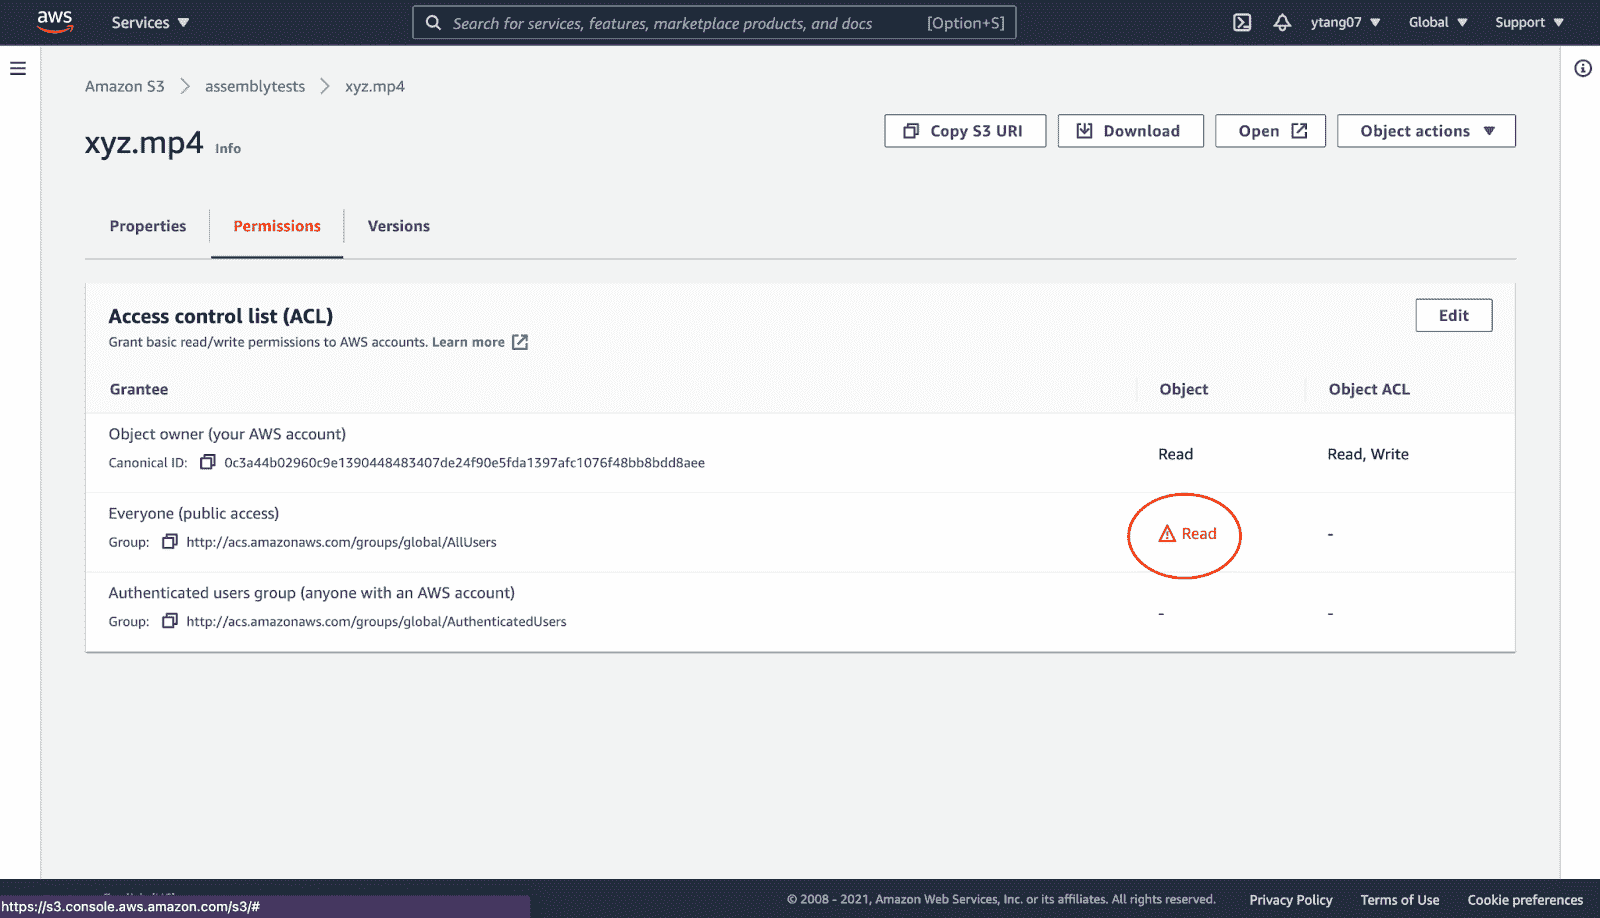 aws
Services
Search for services, features, marketplace products, and docs [Option+S]
ytang07
Global
Support
Amazon S3 > assemblytests > xyz.mp4
xyz.mp4 Info
Copy S3 URI
Download
Open
Object actions
Properties
Permissions
Versions
Access control list (ACL)
Grant basic read/write permissions to AWS accounts. Learn more
Edit
Grantee Object Object ACL
Object owner (your AWS account)
Canonical ID: 0c3a44b02960c9e1390448483407de24f90e5fda1397afc1076f48bb8bdd8aee
Read Read, Write
Everyone (public access)
Group: http://acs.amazonaws.com/groups/global/AllUsers
Read -
Authenticated users group (anyone with an AWS account)
Group: http://acs.amazonaws.com/groups/global/AuthenticatedUsers
- -
https://s3.console.aws.amazon.com/s3/#
© 2008 - 2021, Amazon Web Services, Inc. or its affiliates. All rights reserved. Privacy Policy Terms of Use Cookie preferences